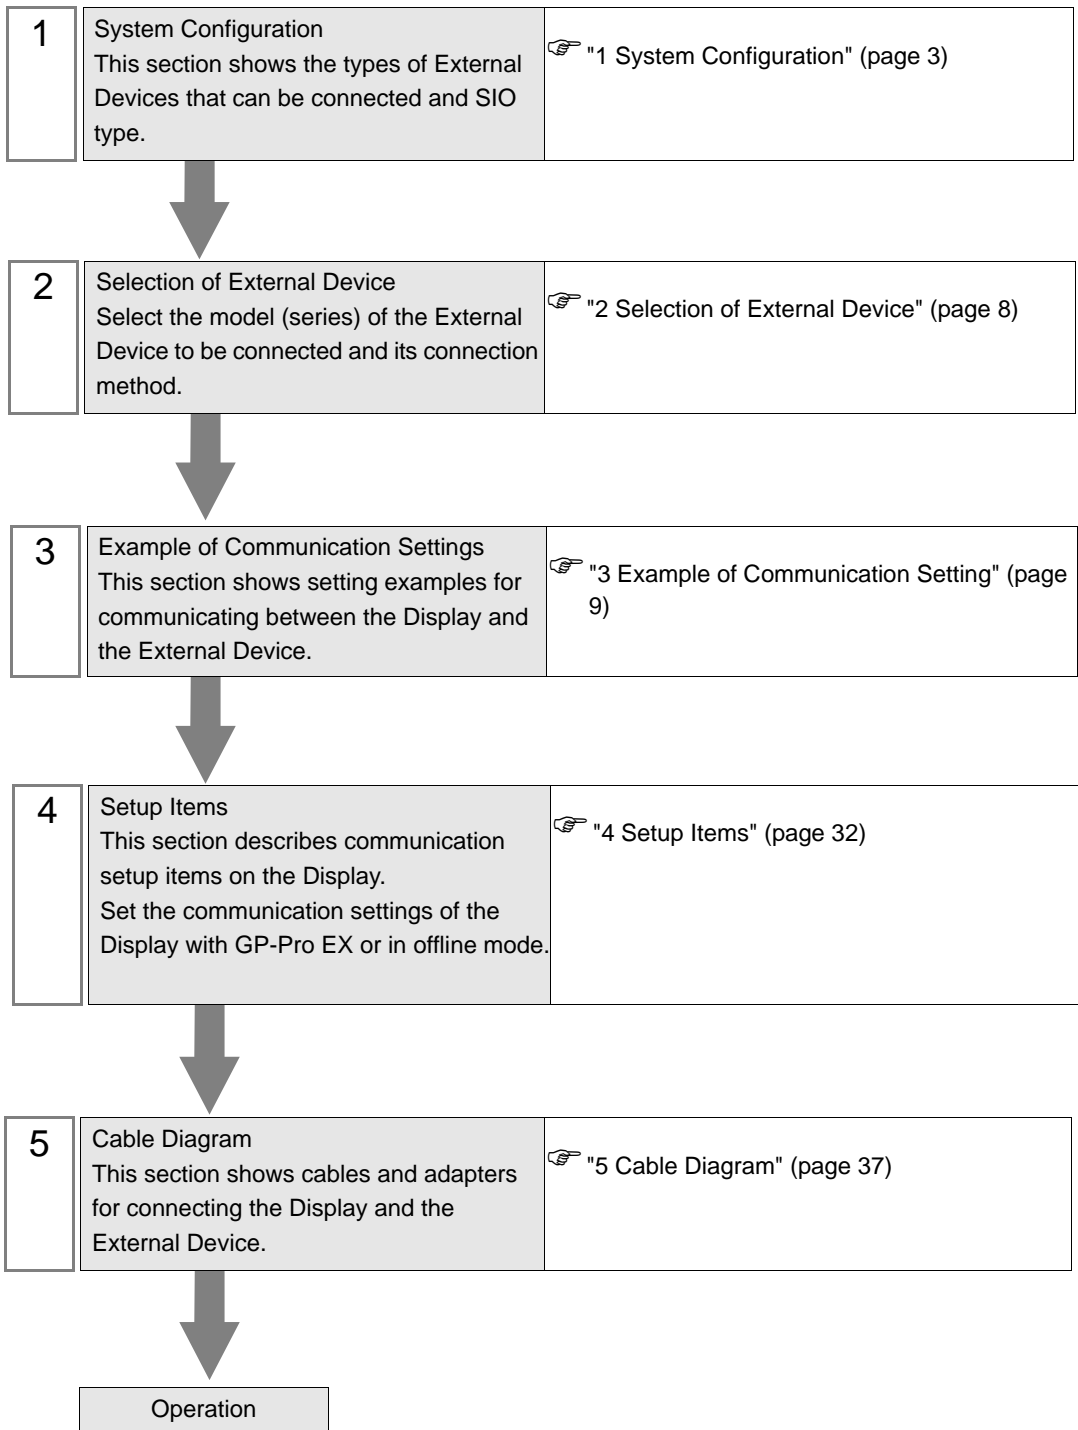 1
System Configuration
This section shows the types of External
Devices that can be connected and SIO
type.
"1 System Configuration" (page 3)
2
Selection of External Device
Select the model (series) of the External
Device to be connected and its connection
method.
"2 Selection of External Device" (page 8)
3
Example of Communication Settings
This section shows setting examples for
communicating between the Display and
the External Device.
"3 Example of Communication Setting" (page
9)
4
Setup Items
This section describes communication
setup items on the Display.
Set the communication settings of the
Display with GP-Pro EX or in offline mode.
"4 Setup Items" (page 32)
5
Cable Diagram
This section shows cables and adapters
for connecting the Display and the
External Device.
"5 Cable Diagram" (page 37)
Operation